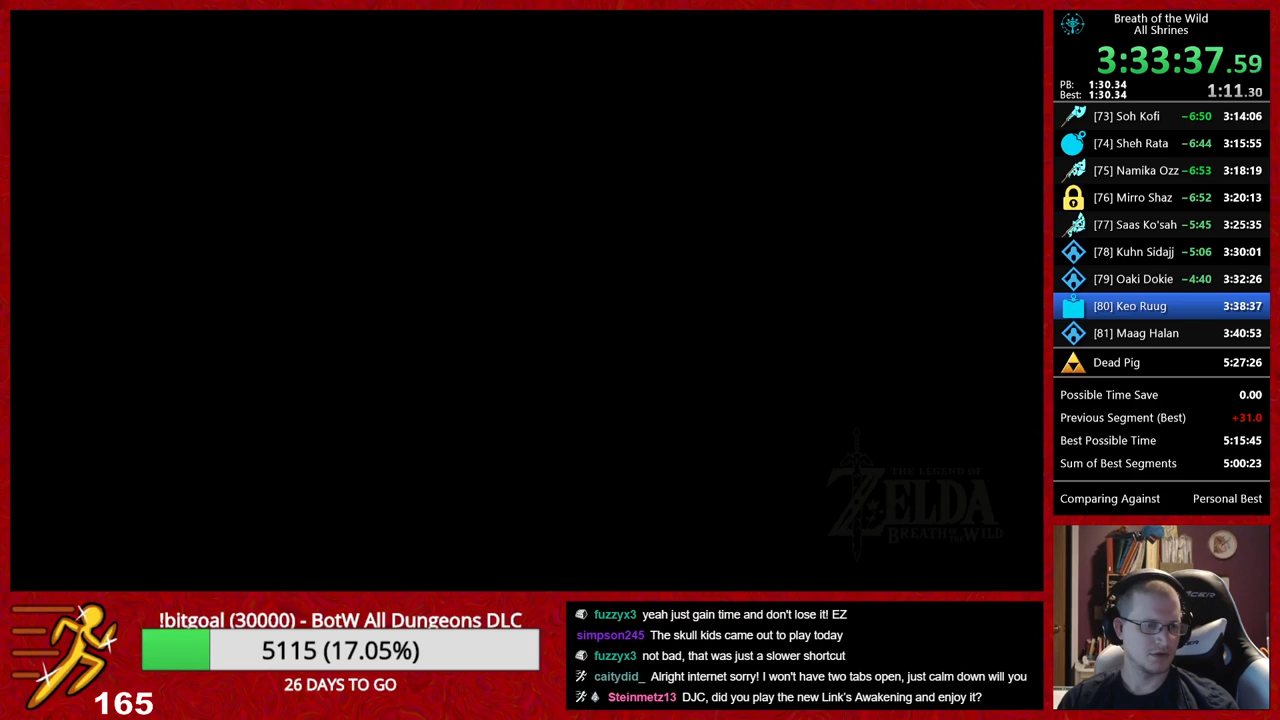 Breath of the Wild
All Shrines
3:33:37.59
PB: 1:30.34
Best: 1:30.34
1:11.30
[73] Soh Kofi −6:50 3:14:06
[74] Sheh Rata −6:44 3:15:55
[75] Namika Ozz −6:53 3:18:19
[76] Mirro Shaz −6:52 3:20:13
[77] Saas Ko'sah −5:45 3:25:35
[78] Kuhn Sidajj −5:06 3:30:01
[79] Oaki Dokie −4:40 3:32:26
[80] Keo Ruug 3:38:37
[81] Maag Halan 3:40:53
Dead Pig 5:27:26
Possible Time Save 0.00
Previous Segment (Best) +31.0
Best Possible Time 5:15:45
Sum of Best Segments 5:00:23
Comparing Against Personal Best
THE LEGEND OF
ZELDA
BREATH OF THE WILD
165
!bitgoal (30000) - BotW All Dungeons DLC
5115 (17.05%)
26 DAYS TO GO
fuzzyx3 yeah just gain time and don't lose it! EZ
simpson245 The skull kids came out to play today
fuzzyx3 not bad, that was just a slower shortcut
caitydid_ Alright internet sorry! I won't have two tabs open, just calm down will you
Steinmetz13 DJC, did you play the new Link's Awakening and enjoy it?